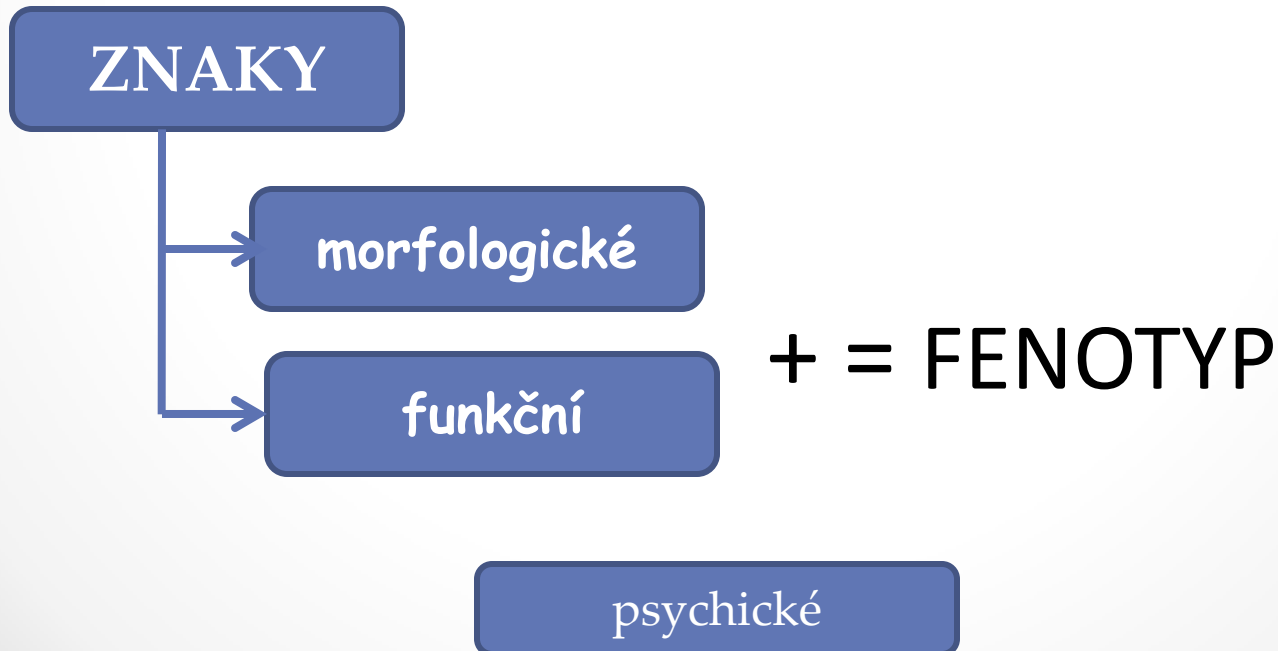 ZNAKY
morfologické
+ = FENOTYP
funkční
psychické